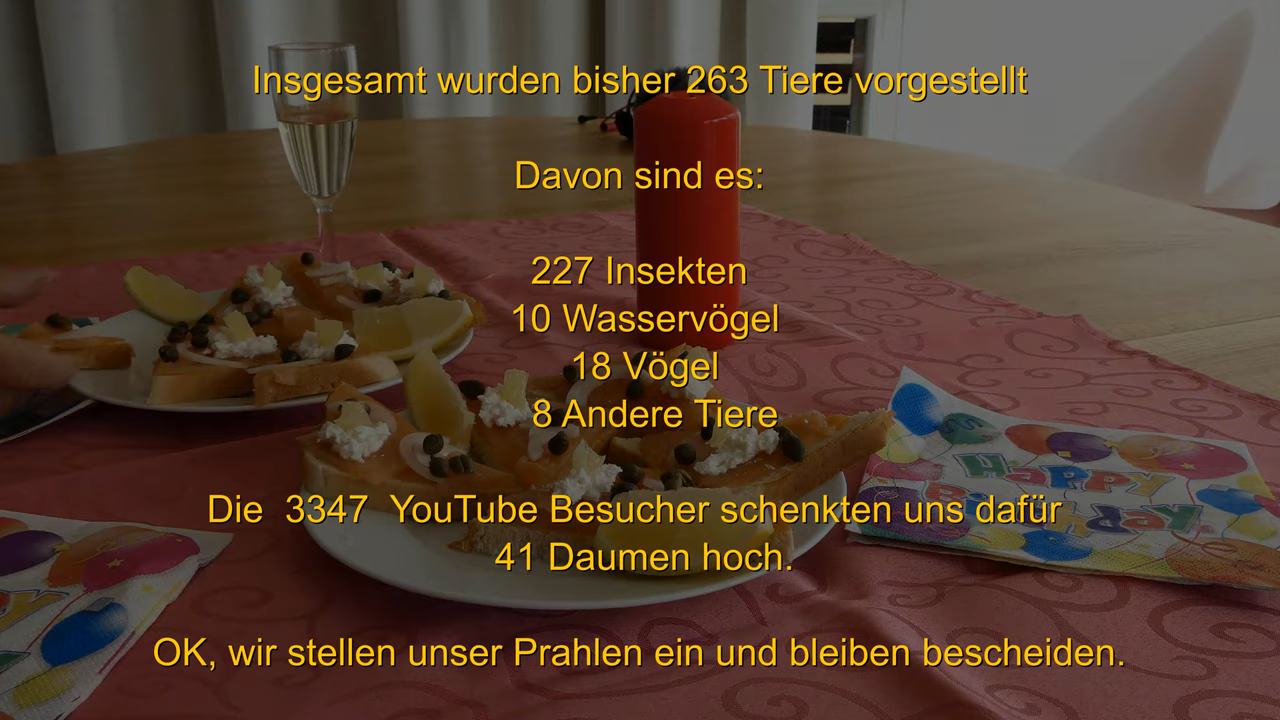 Insgesamt wurden bisher 263 Tiere vorgestellt
Davon sind es:
227 Insekten
10 Wasservögel
18 Vögel
8 Andere Tiere
Die 3347 YouTube Besucher schenkten uns dafür
41 Daumen hoch.
OK, wir stellen unser Prahlen ein und bleiben bescheiden.
HAPPY